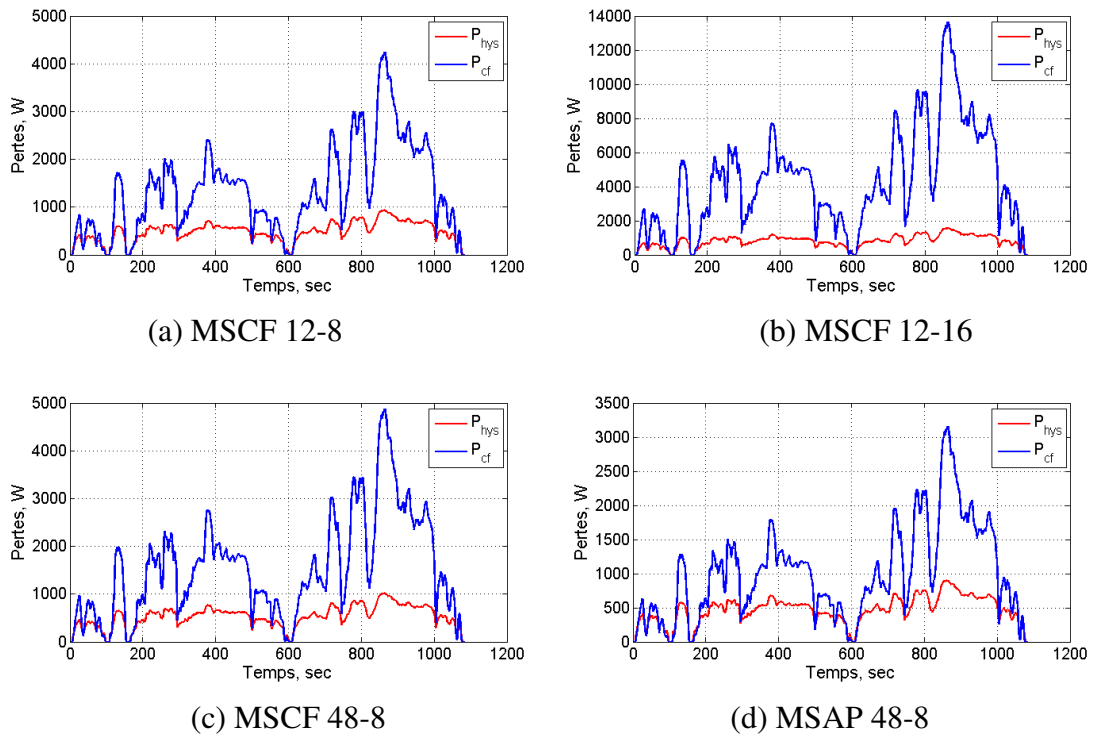 5000
4000
3000
2000
1000
0
0 200 400 600 800 1000 1200
Pertes, W
Temps, sec
P_hys
P_cf
(a) MSCF 12-8
14000
12000
10000
8000
6000
4000
2000
0
0 200 400 600 800 1000 1200
Pertes, W
Temps, sec
P_hys
P_cf
(b) MSCF 12-16
5000
4000
3000
2000
1000
0
0 200 400 600 800 1000 1200
Pertes, W
Temps, sec
P_hys
P_cf
(c) MSCF 48-8
3500
3000
2500
2000
1500
1000
500
0
0 200 400 600 800 1000 1200
Pertes, W
Temps, sec
P_hys
P_cf
(d) MSAP 48-8